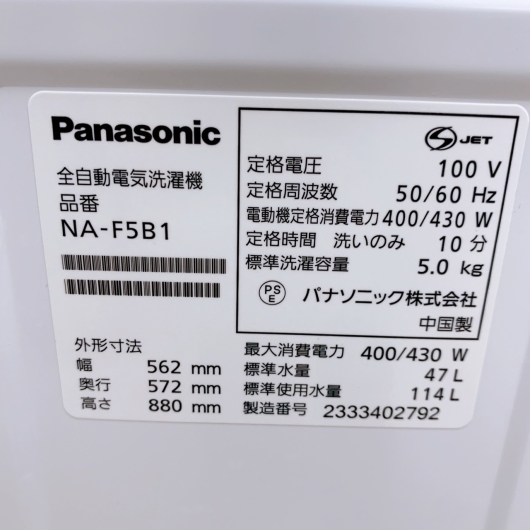 Panasonic
全自動電気洗濯機
品番
NA-F5B1
外形寸法
幅 562 mm
奥行 572 mm
高さ 880 mm
S JET
定格電圧 100 V
定格周波数 50/60 Hz
電動機定格消費電力 400/430 W
定格時間 洗いのみ 10 分
標準洗濯容量 5.0 kg
PS E パナソニック株式会社
中国製
最大消費電力 400/430 W
標準水量 47 L
標準使用水量 114 L
製造番号 2333402792